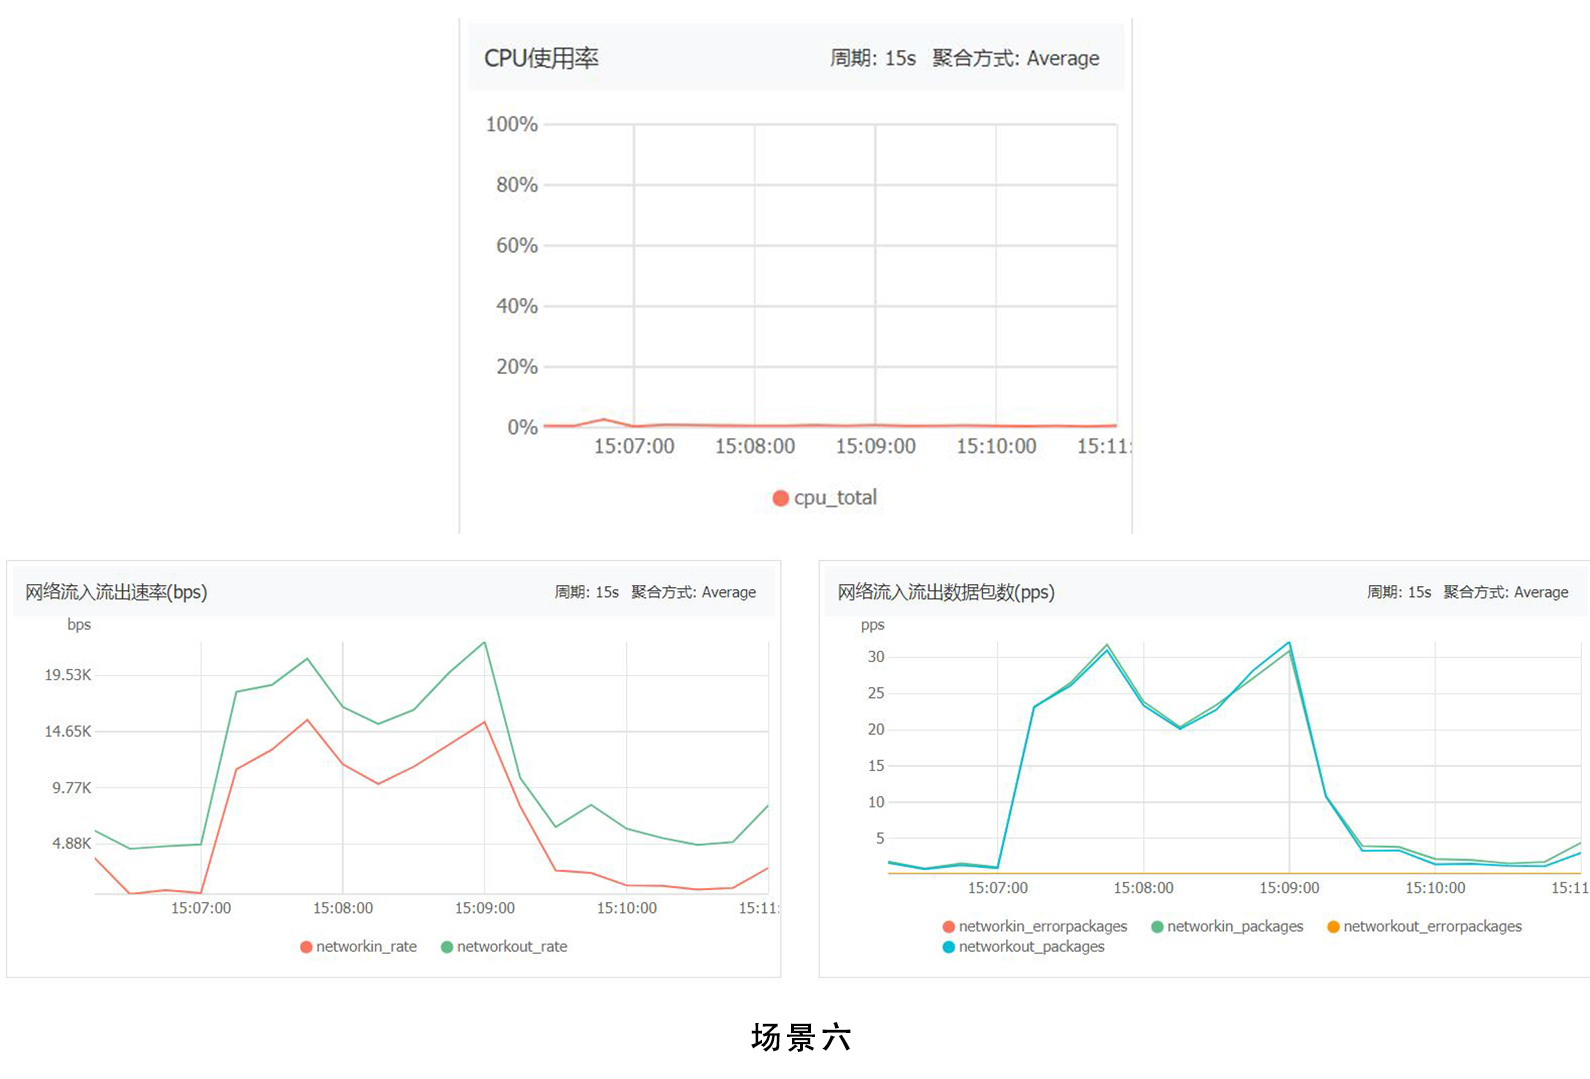 CPU使用率 周期: 15s 聚合方式: Average
100%
80%
60%
40%
20%
0%
15:07:00 15:08:00 15:09:00 15:10:00 15:11:
cpu_total
网络流入流出速率(bps) 周期: 15s 聚合方式: Average
bps
19.53K
14.65K
9.77K
4.88K
15:07:00 15:08:00 15:09:00 15:10:00 15:11:
networkin_rate networkout_rate
网络流入流出数据包数(pps) 周期: 15s 聚合方式: Average
pps
30
25
20
15
10
5
15:07:00 15:08:00 15:09:00 15:10:00 15:11
networkin_errorpackages networkin_packages networkout_errorpackages
networkout_packages
场景六